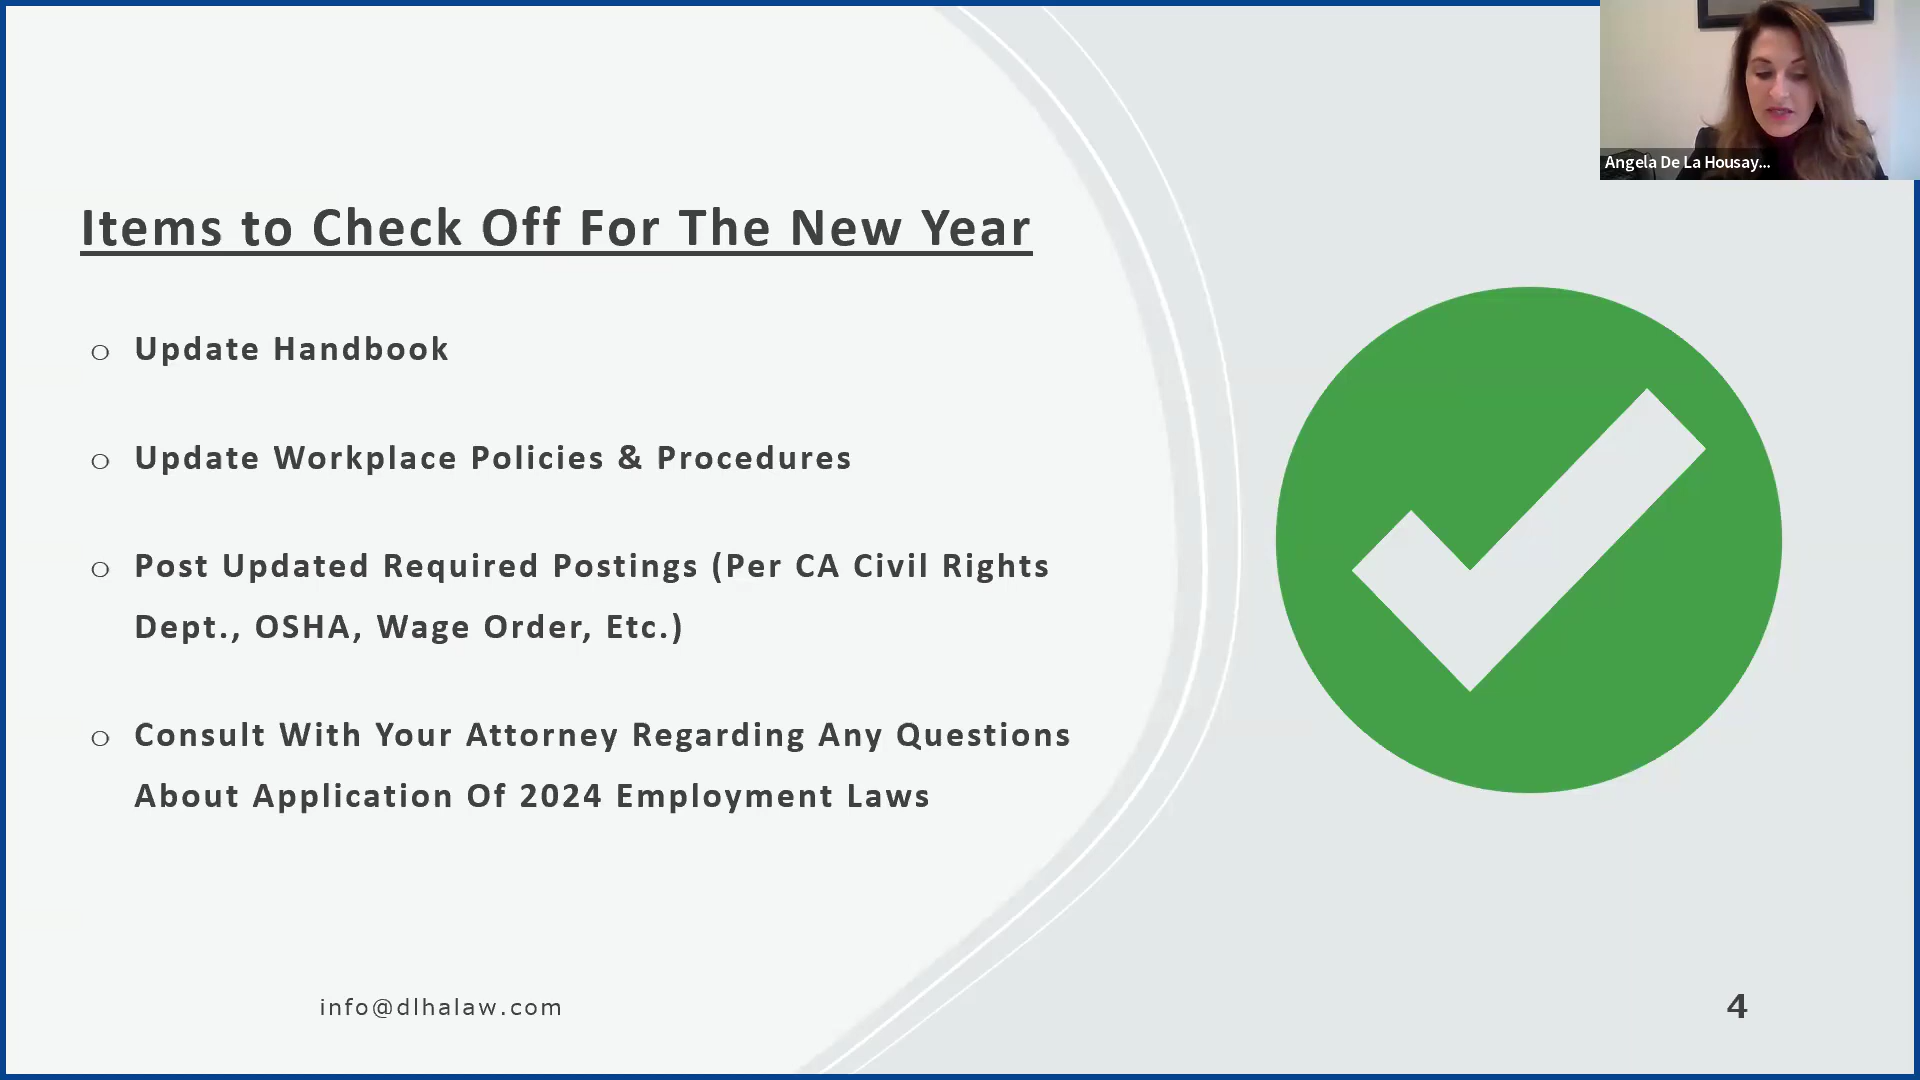 Angela De La Housay...
Items to Check Off For The New Year
o Update Handbook
o Update Workplace Policies & Procedures
o Post Updated Required Postings (Per CA Civil Rights
Dept., OSHA, Wage Order, Etc.)
o Consult With Your Attorney Regarding Any Questions
About Application Of 2024 Employment Laws
info@dlhalaw.com
4